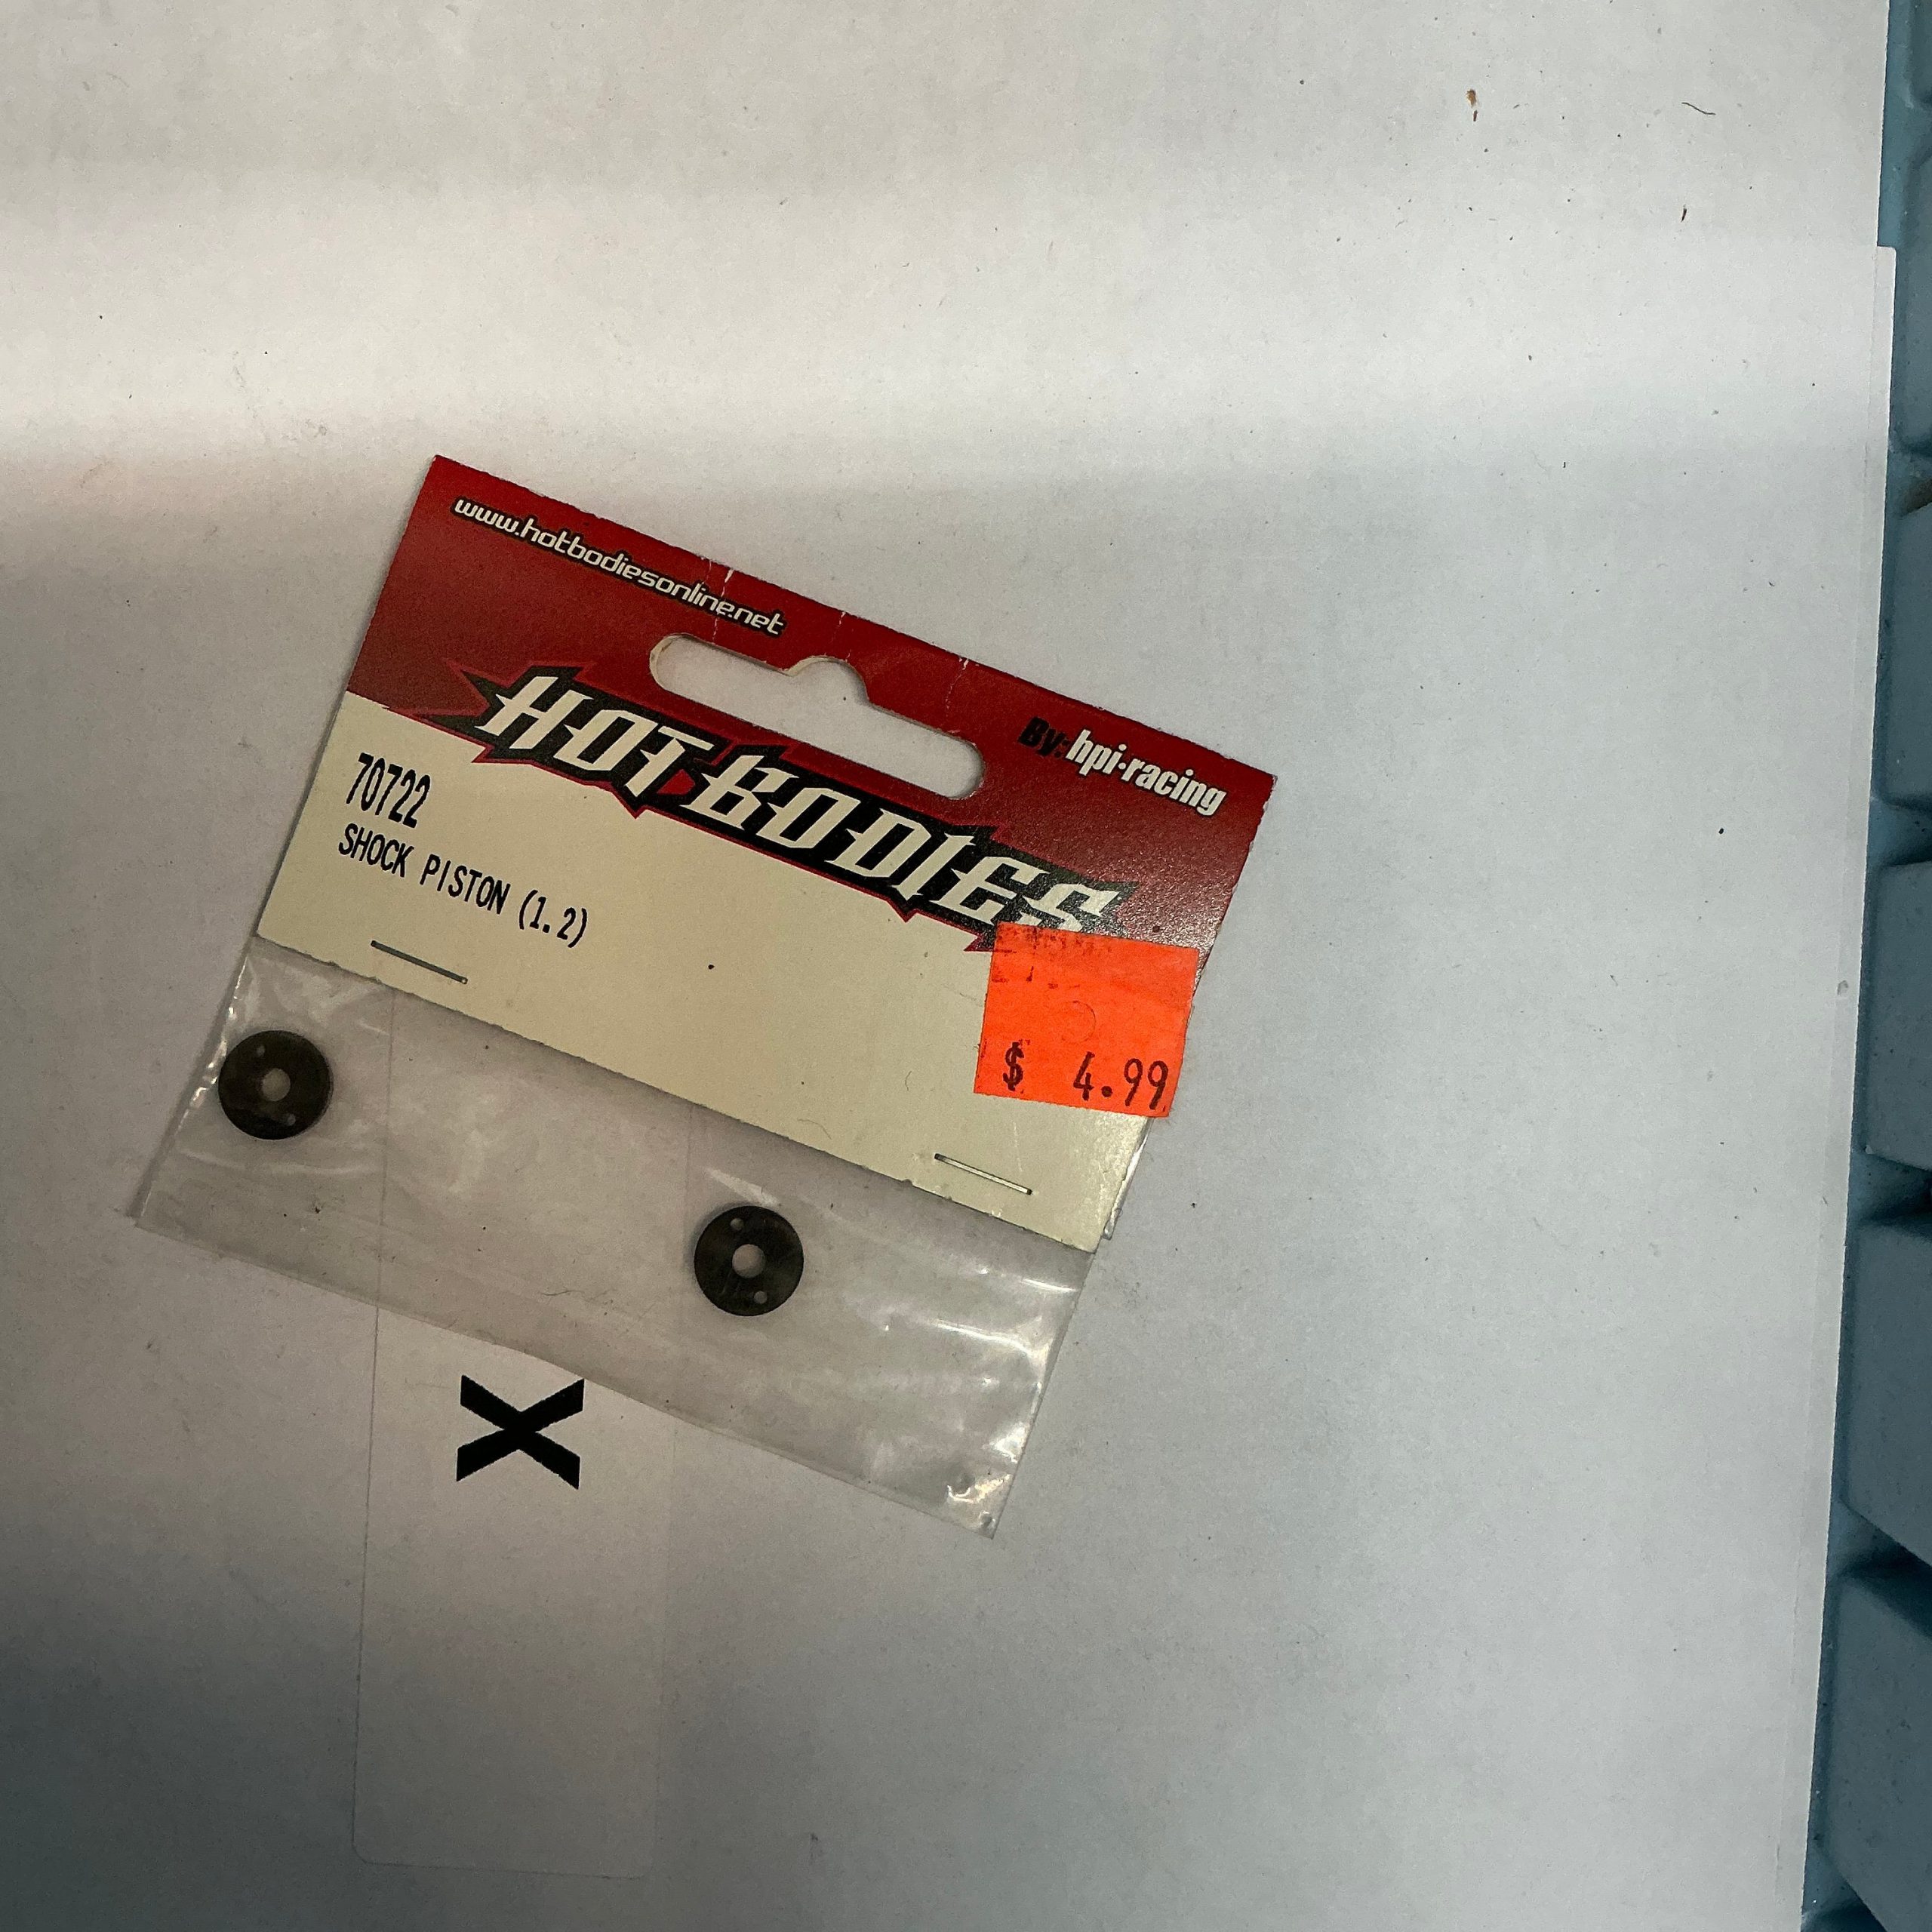 www.hotbodiesonline.net
By: hpi·racing
HOT BODIES
70722
SHOCK PISTON (1.2)
$ 4.99
X